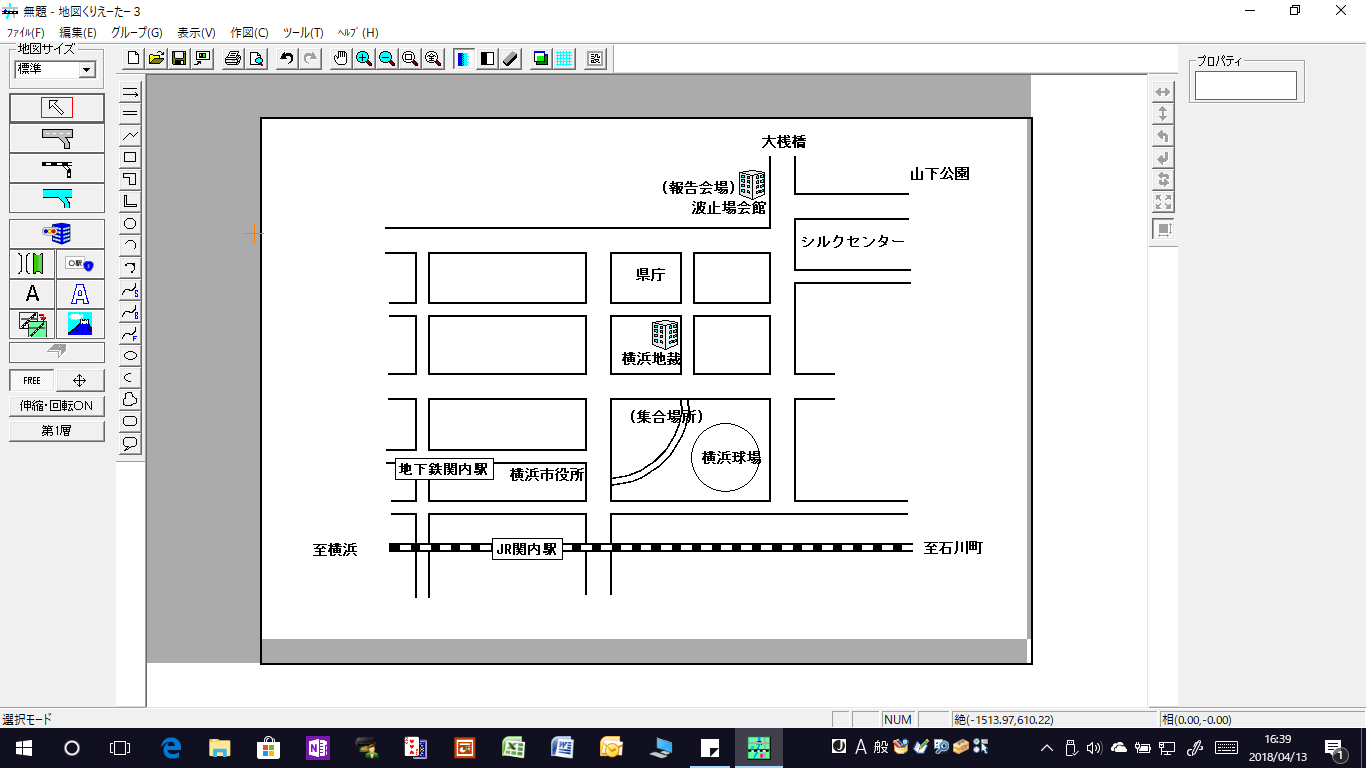 無題 - 地図くりえーたー 3
ﾌｧｲﾙ(F) 編集(E) グループ(G) 表示(V) 作図(C) ツール(T) ﾍﾙﾌﾟ(H)
地図サイズ
標準
プロパティ
A
A
FREE
伸縮・回転ON
第1層
大桟橋
山下公園
（報告会場）
波止場会館
シルクセンター
県庁
横浜地裁
（集合場所）
横浜球場
地下鉄関内駅
横浜市役所
至横浜
JR関内駅
至石川町
選択モード
NUM
絶(-1513.97,610.22)
相(0.00,-0.00)
A 般
16:39
2018/04/13
1